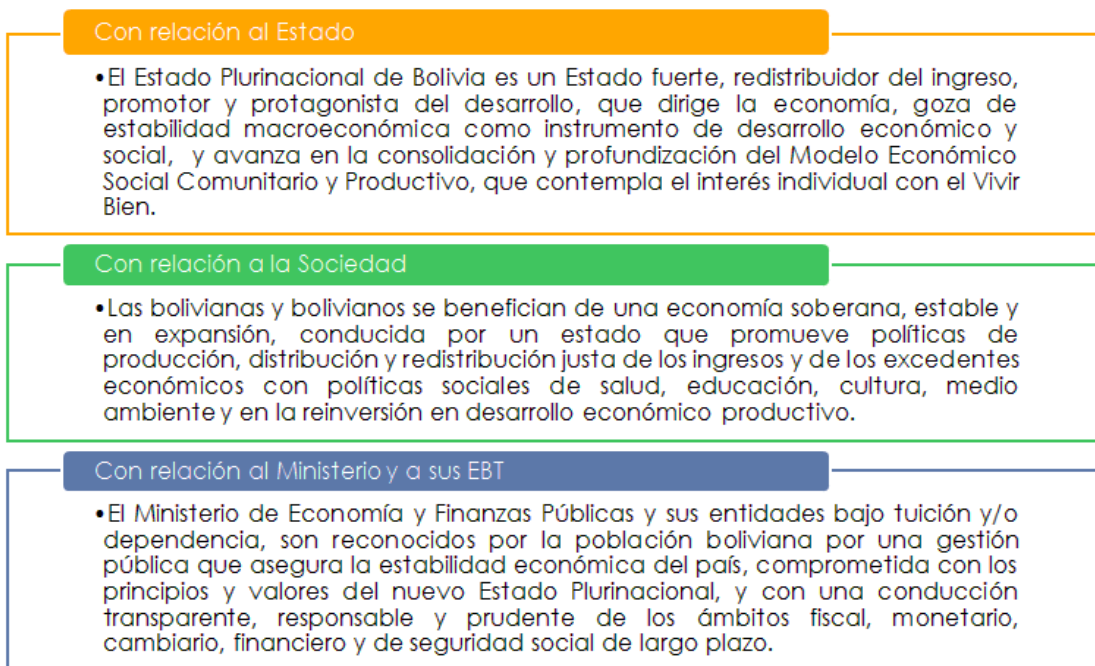 Con relación al Estado
•El Estado Plurinacional de Bolivia es un Estado fuerte, redistribuidor del ingreso,
promotor y protagonista del desarrollo, que dirige la economía, goza de
estabilidad macroeconómica como instrumento de desarrollo económico y
social, y avanza en la consolidación y profundización del Modelo Económico
Social Comunitario y Productivo, que contempla el interés individual con el Vivir
Bien.
Con relación a la Sociedad
•Las bolivianas y bolivianos se benefician de una economía soberana, estable y
en expansión, conducida por un estado que promueve políticas de
producción, distribución y redistribución justa de los ingresos y de los excedentes
económicos con políticas sociales de salud, educación, cultura, medio
ambiente y en la reinversión en desarrollo económico productivo.
Con relación al Ministerio y a sus EBT
•El Ministerio de Economía y Finanzas Públicas y sus entidades bajo tuición y/o
dependencia, son reconocidos por la población boliviana por una gestión
pública que asegura la estabilidad económica del país, comprometida con los
principios y valores del nuevo Estado Plurinacional, y con una conducción
transparente, responsable y prudente de los ámbitos fiscal, monetario,
cambiario, financiero y de seguridad social de largo plazo.